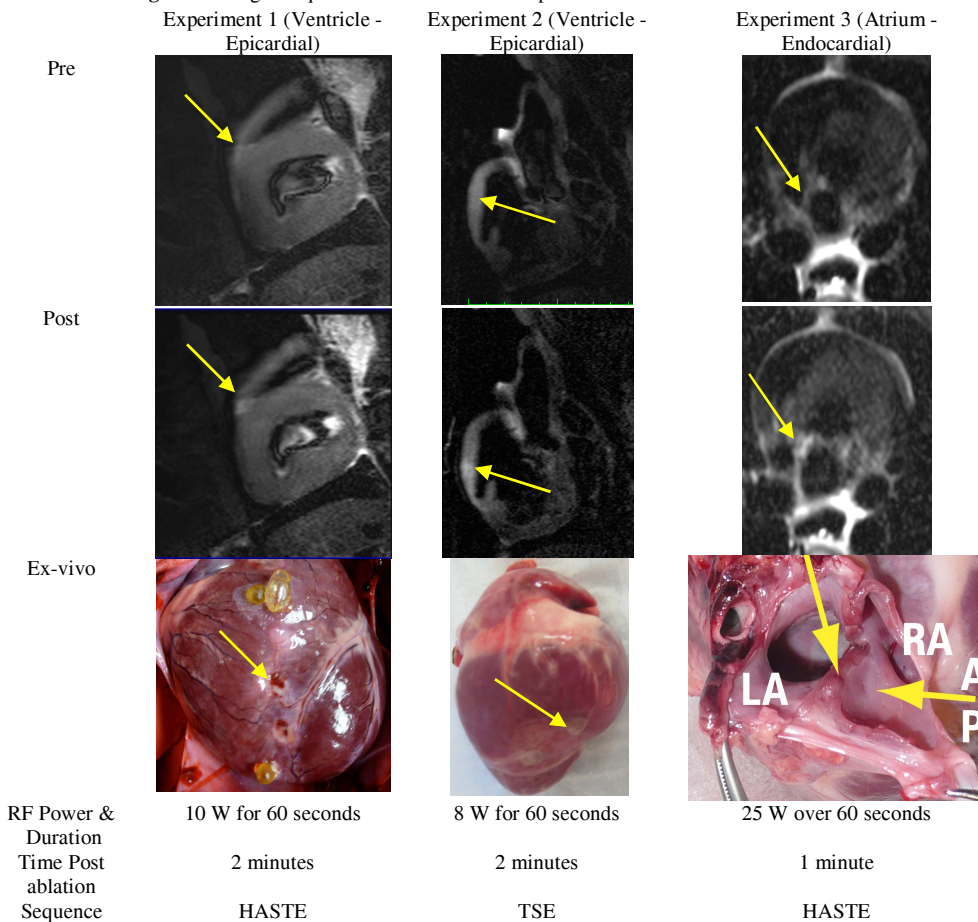 Experiment 1 (Ventricle - Epicardial)
Experiment 2 (Ventricle - Epicardial)
Experiment 3 (Atrium - Endocardial)
Pre
Post
Ex-vivo
LA
RA
A
P
RF Power & Duration
10 W for 60 seconds
8 W for 60 seconds
25 W over 60 seconds
Time Post ablation
2 minutes
2 minutes
1 minute
Sequence
HASTE
TSE
HASTE